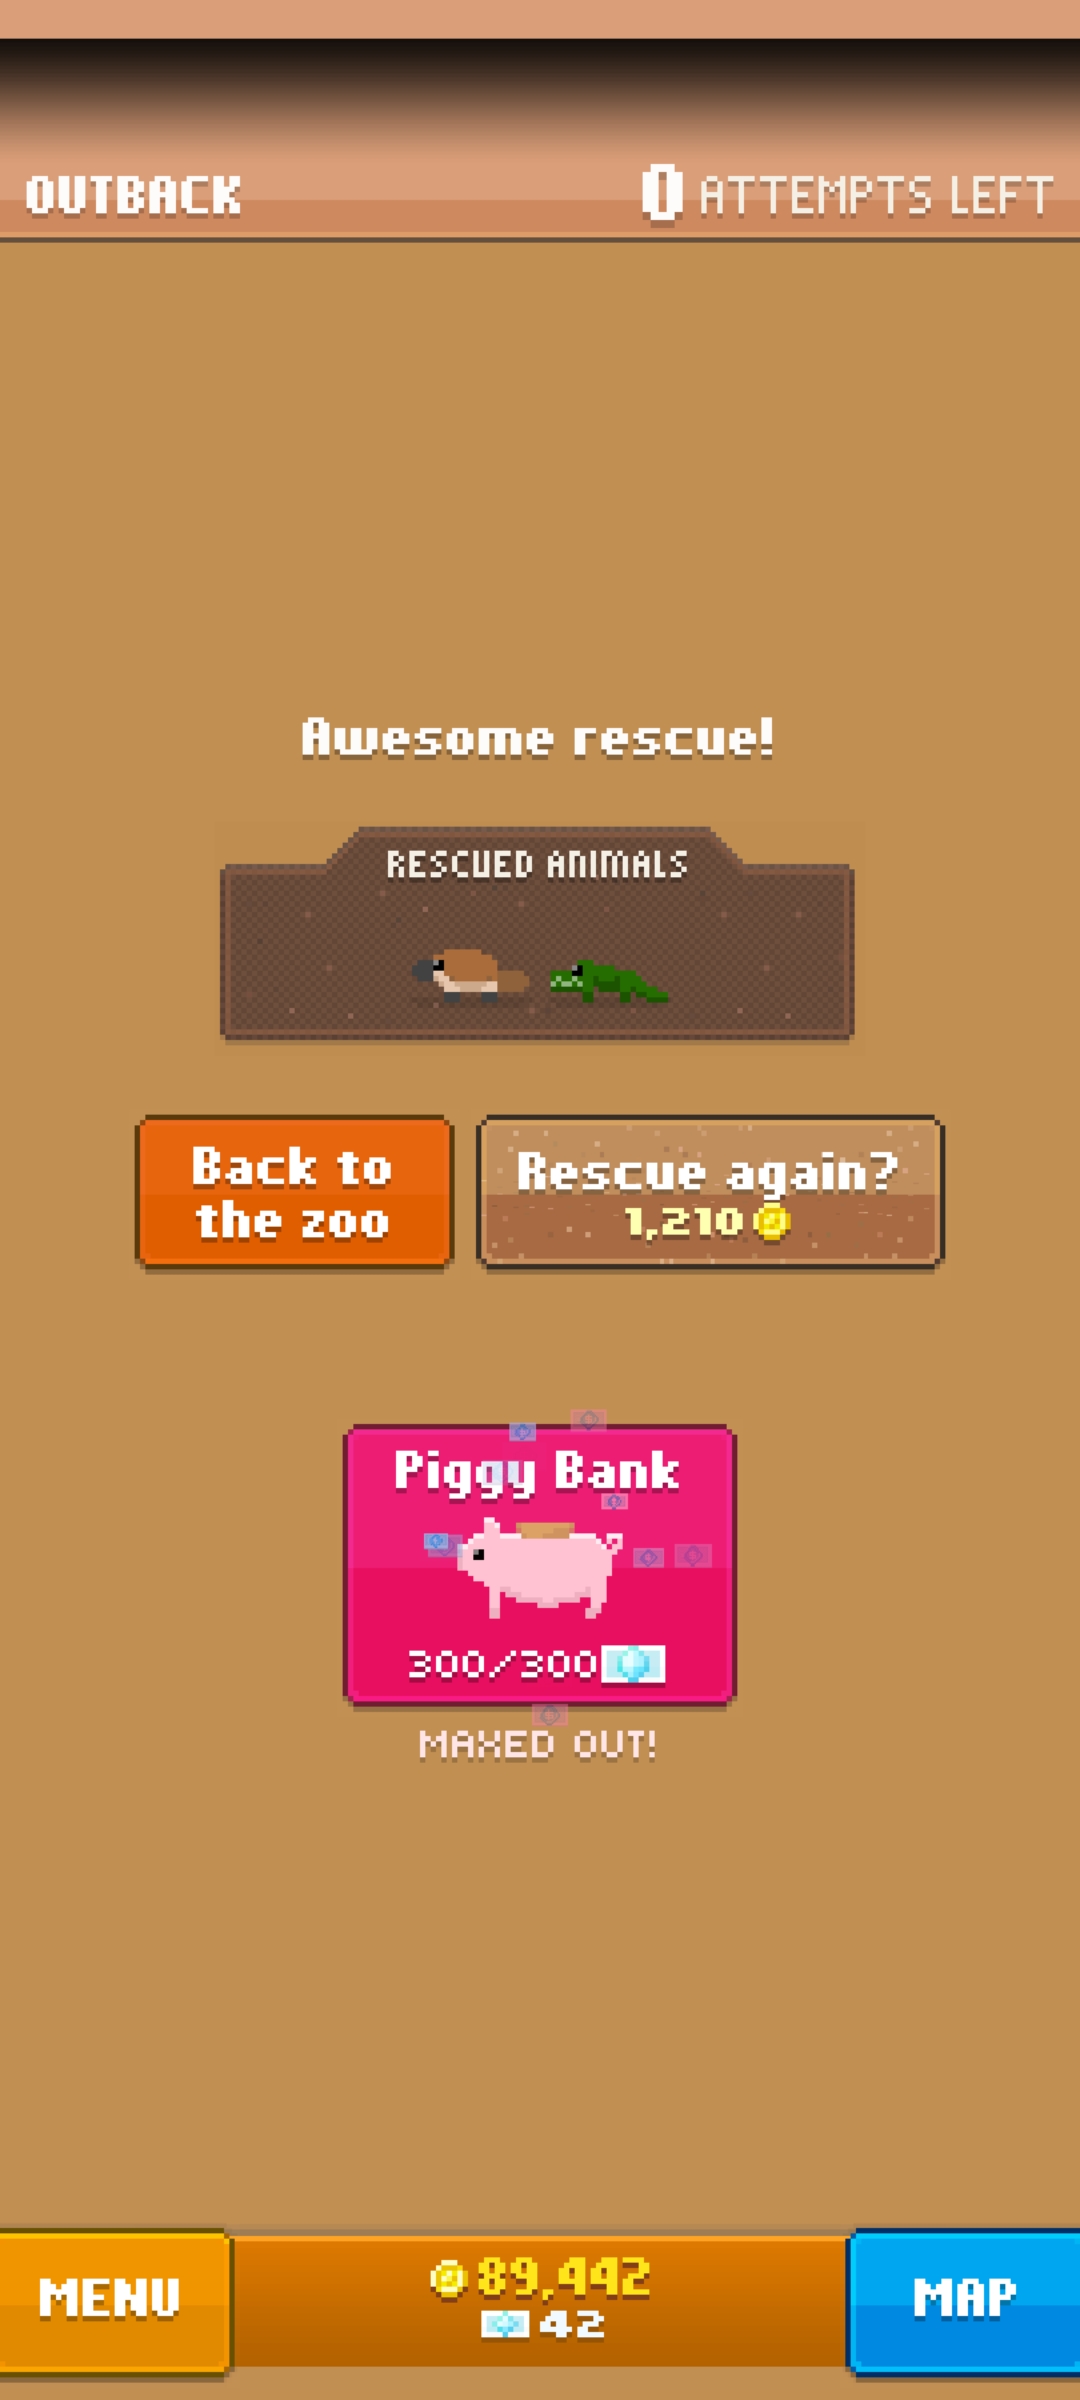 OUTBACK
0 ATTEMPTS LEFT
Awesome rescue!
RESCUED ANIMALS
Back to
the zoo
Rescue again?
1,210
Piggy Bank
300/300
MAXED OUT!
MENU
89,442
42
MAP